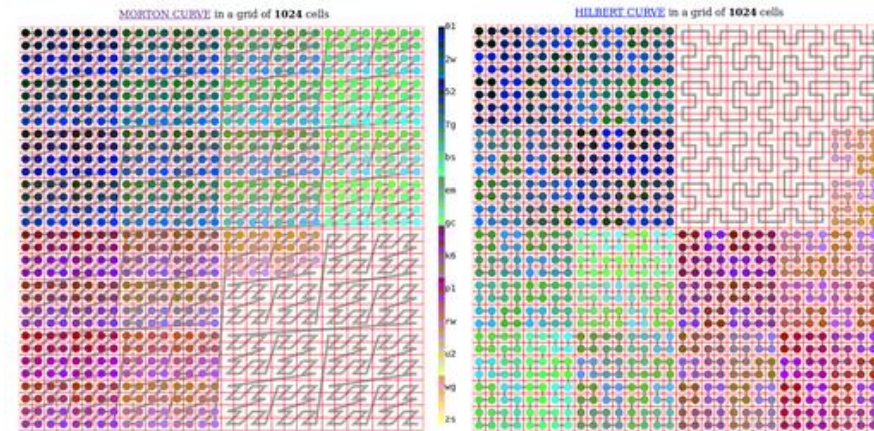 MORTON CURVE in a grid of 1024 cells
HILBERT CURVE in a grid of 1024 cells
01
2w
52
7g
bs
em
gc
k6
p1
rw
u2
wg
zs